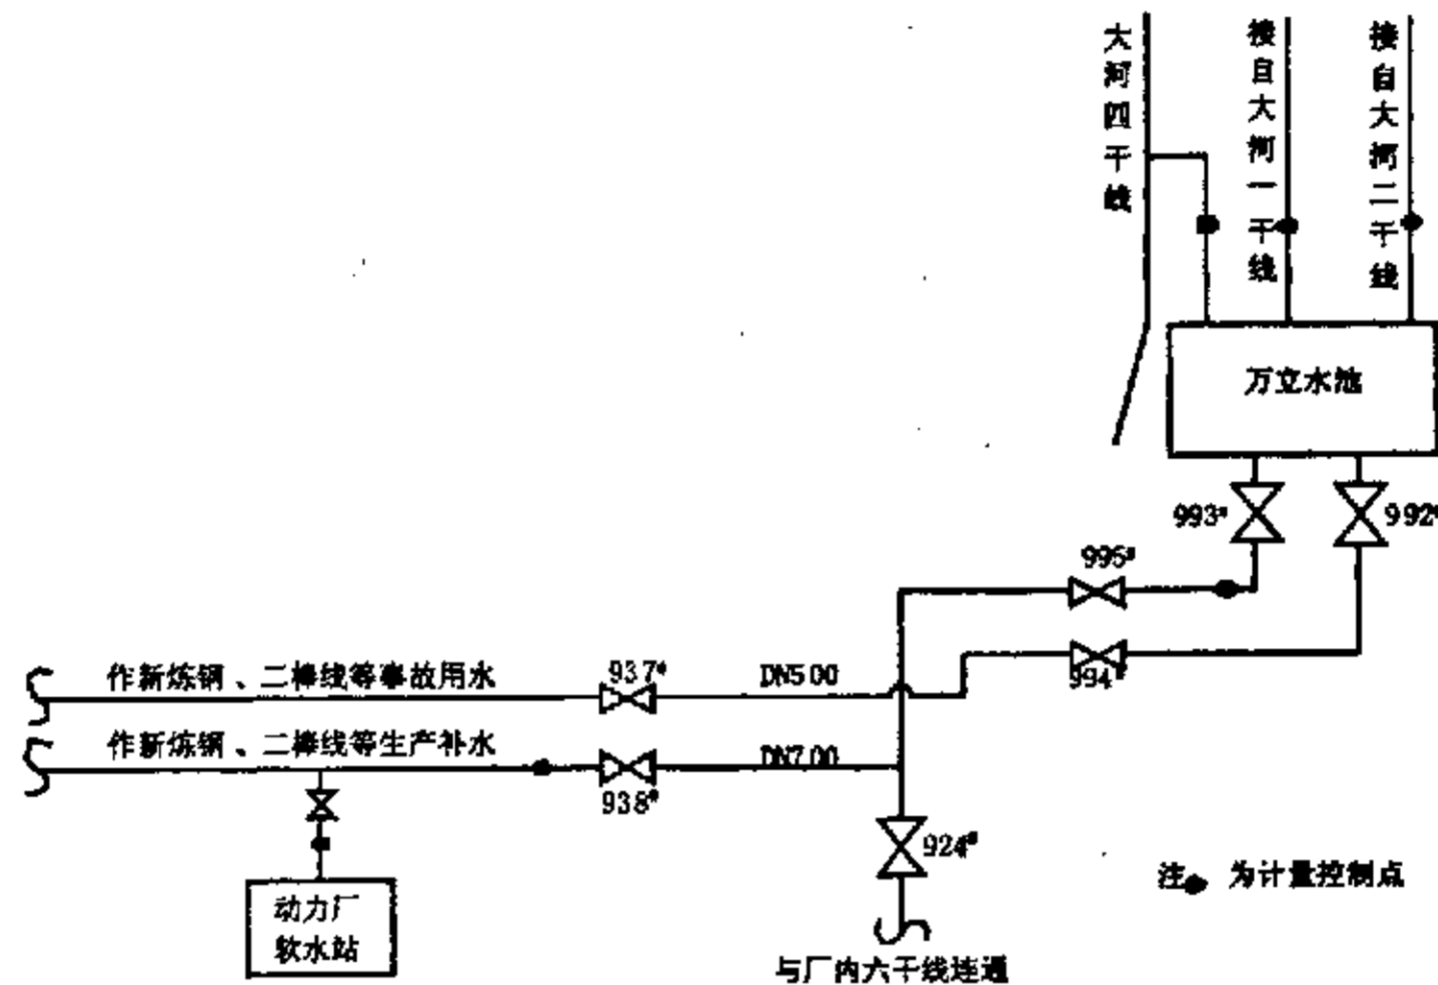 大河四干线
接自大河一干线
接自大河二干线
万立水池
993#
992#
995#
994#
作新炼钢、二棒线等事故用水
937#
DN500
作新炼钢、二棒线等生产补水
938#
DN700
924#
注 为计量控制点
动力厂
软水站
与厂内六干线连通